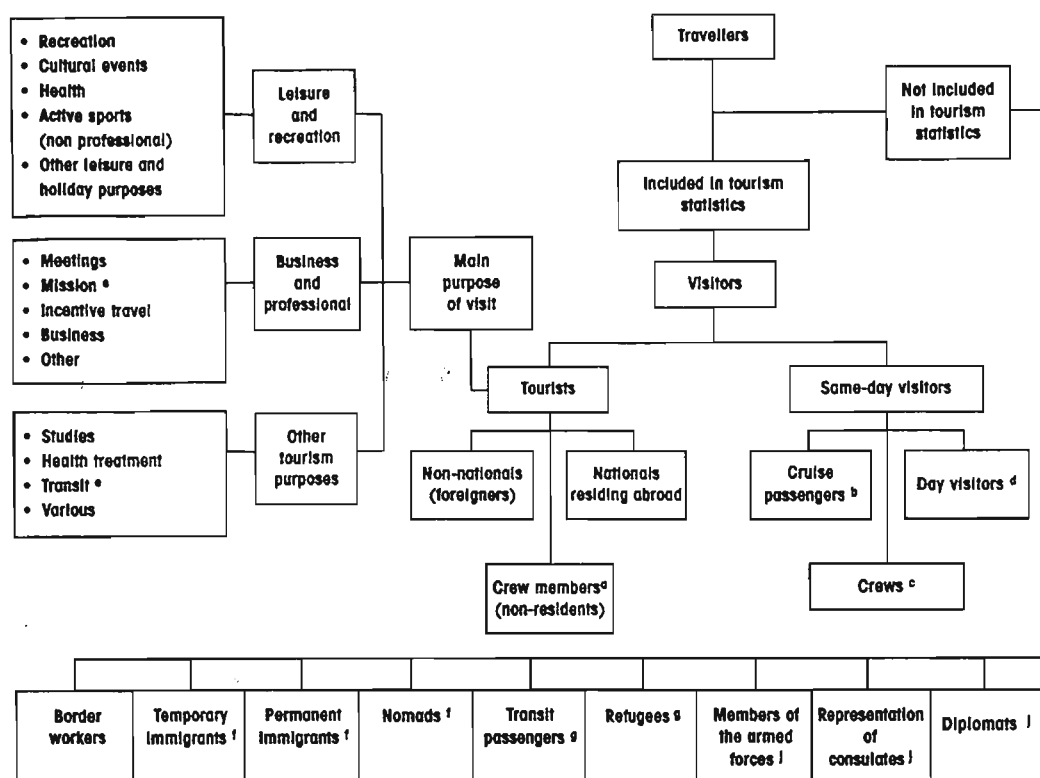 • Recreation
• Cultural events
• Health
• Active sports
(non professional)
• Other leisure and
holiday purposes
Leisure
and
recreation
• Meetings
• Mission e
• Incentive travel
• Business
• Other
Business
and
professional
• Studies
• Health treatment
• Transit e
• Various
Other
tourism
purposes
Main
purpose
of visit
Travellers
Not included
in tourism
statistics
Included in tourism
statistics
Visitors
Tourists
Same-day visitors
Non-nationals
(foreigners)
Nationals
residing abroad
Cruise
passengers b
Day visitors d
Crew members a
(non-residents)
Crews c
Border
workers
Temporary
immigrants f
Permanent
immigrants f
Nomads f
Transit
passengers g
Refugees g
Members of
the armed
forces j
Representation
of
consulates j
Diplomats j